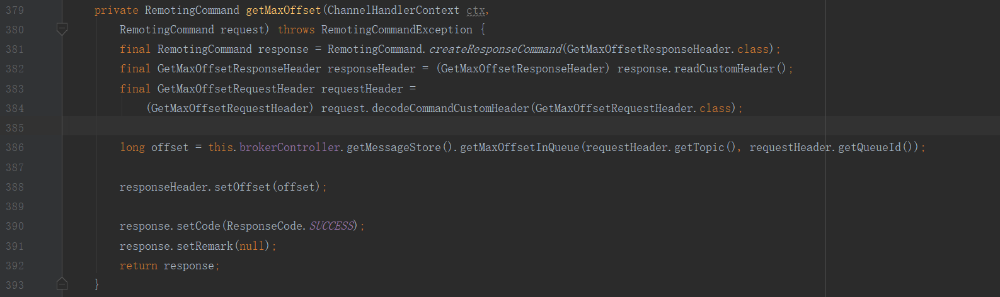 379 private RemotingCommand getMaxOffset(ChannelHandlerContext ctx,
380 RemotingCommand request) throws RemotingCommandException {
381 final RemotingCommand response = RemotingCommand.createResponseCommand(GetMaxOffsetResponseHeader.class);
382 final GetMaxOffsetResponseHeader responseHeader = (GetMaxOffsetResponseHeader) response.readCustomHeader();
383 final GetMaxOffsetRequestHeader requestHeader =
384 (GetMaxOffsetRequestHeader) request.decodeCommandCustomHeader(GetMaxOffsetRequestHeader.class);
385
386 long offset = this.brokerController.getMessageStore().getMaxOffsetInQueue(requestHeader.getTopic(), requestHeader.getQueueId());
387
388 responseHeader.setOffset(offset);
389
390 response.setCode(ResponseCode.SUCCESS);
391 response.setRemark(null);
392 return response;
393 }